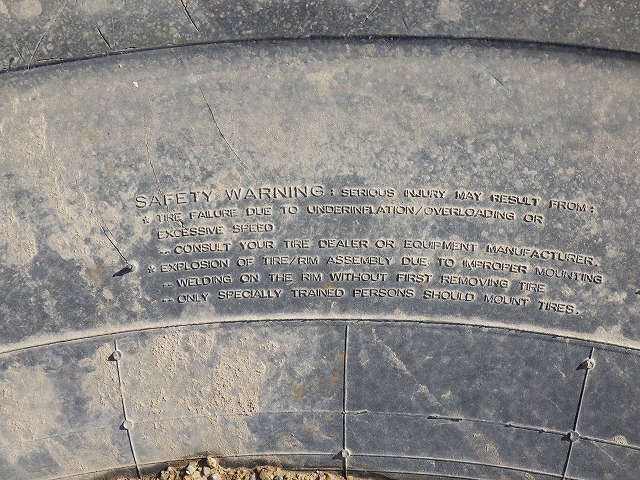 SAFETY WARNING: SERIOUS INJURY MAY RESULT FROM:
* TIRE FAILURE DUE TO UNDERINFLATION/OVERLOADING OR
EXCESSIVE SPEED
--CONSULT YOUR TIRE DEALER OR EQUIPMENT MANUFACTURER.
* EXPLOSION OF TIRE/RIM ASSEMBLY DUE TO IMPROPER MOUNTING
-- WELDING ON THE RIM WITHOUT FIRST REMOVING TIRE
--ONLY SPECIALLY TRAINED PERSONS SHOULD MOUNT TIRES.